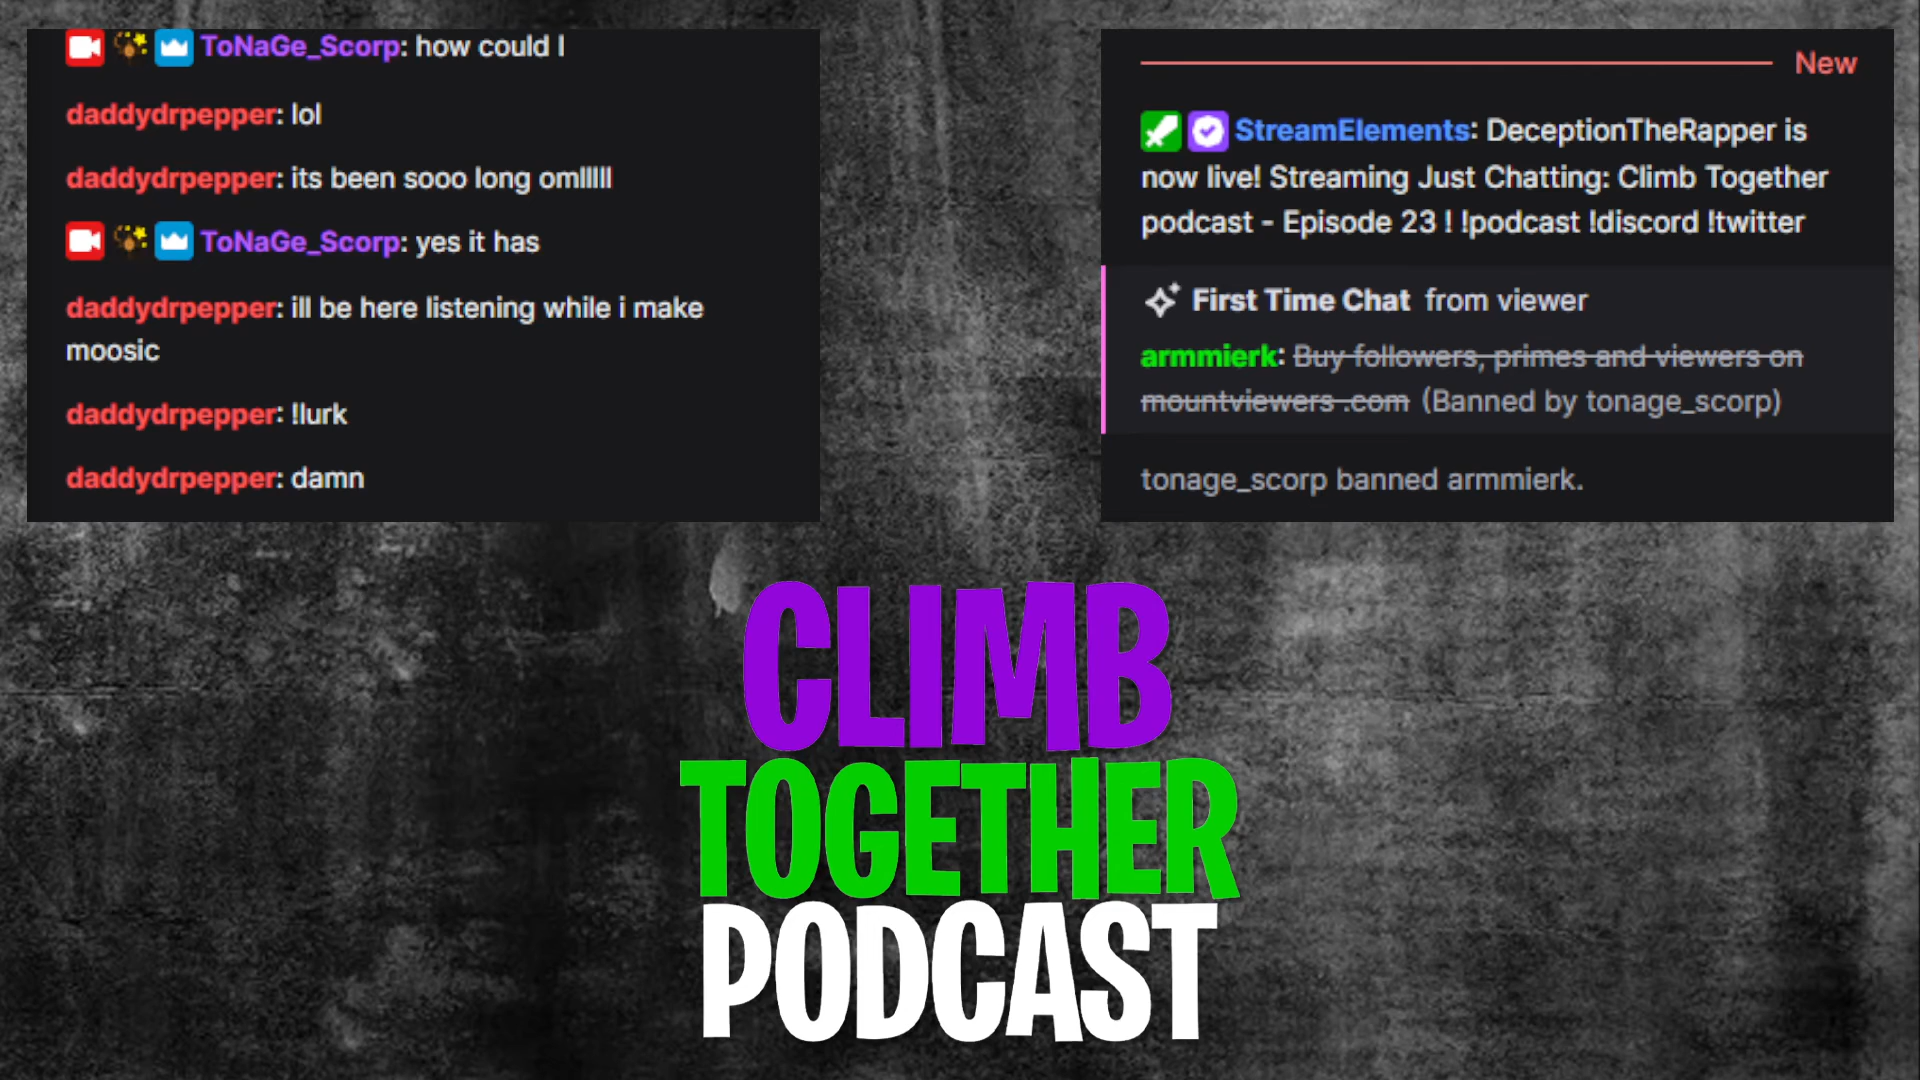 ToNaGe_Scorp: how could I
daddydrpepper: lol
daddydrpepper: its been sooo long omlllll
ToNaGe_Scorp: yes it has
daddydrpepper: ill be here listening while i make
moosic
daddydrpepper: !lurk
daddydrpepper: damn
New
StreamElements: DeceptionTheRapper is
now live! Streaming Just Chatting: Climb Together
podcast - Episode 23 ! !podcast !discord !twitter
First Time Chat from viewer
armmierk: Buy followers, primes and viewers on
mountviewers .com (Banned by tonage_scorp)
tonage_scorp banned armmierk.
CLIMB
TOGETHER
PODCAST